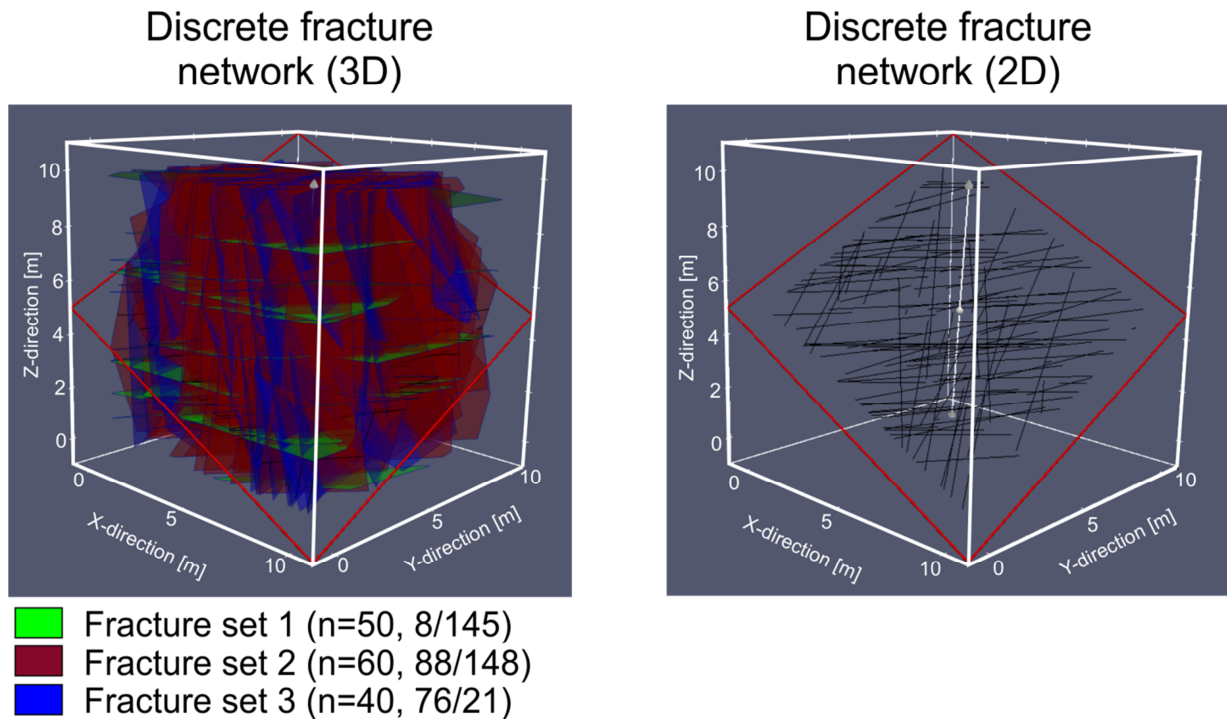 Discrete fracture
network (3D)
10
8
6
4
2
0
Z-direction [m]
0
5
10
X-direction [m]
0
5
10
Y-direction [m]
Fracture set 1 (n=50, 8/145)
Fracture set 2 (n=60, 88/148)
Fracture set 3 (n=40, 76/21)
Discrete fracture
network (2D)
10
8
6
4
2
0
Z-direction [m]
0
5
10
X-direction [m]
0
5
10
Y-direction [m]